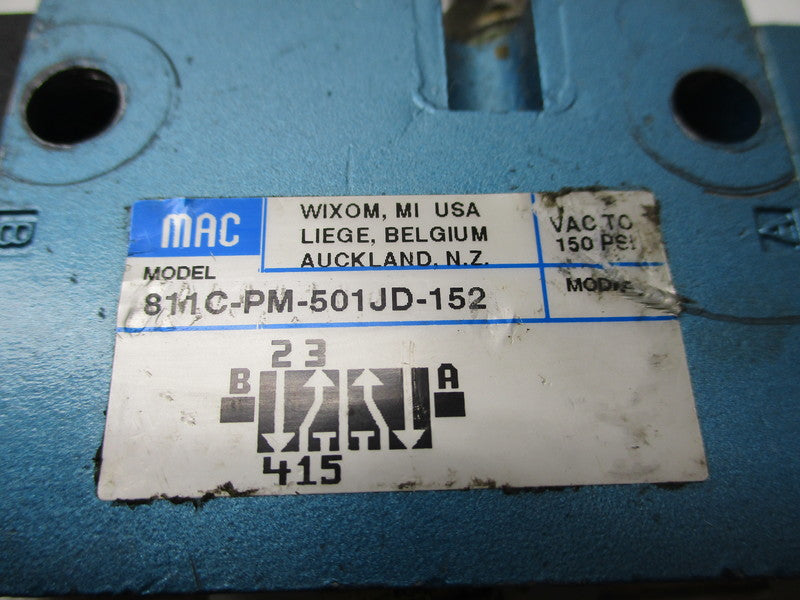 MAC
WIXOM, MI USA
LIEGE, BELGIUM
AUCKLAND, N.Z.
VAC TO
150 PSI
MODEL
811C-PM-501JD-152
2 3
B
A
415
B
A